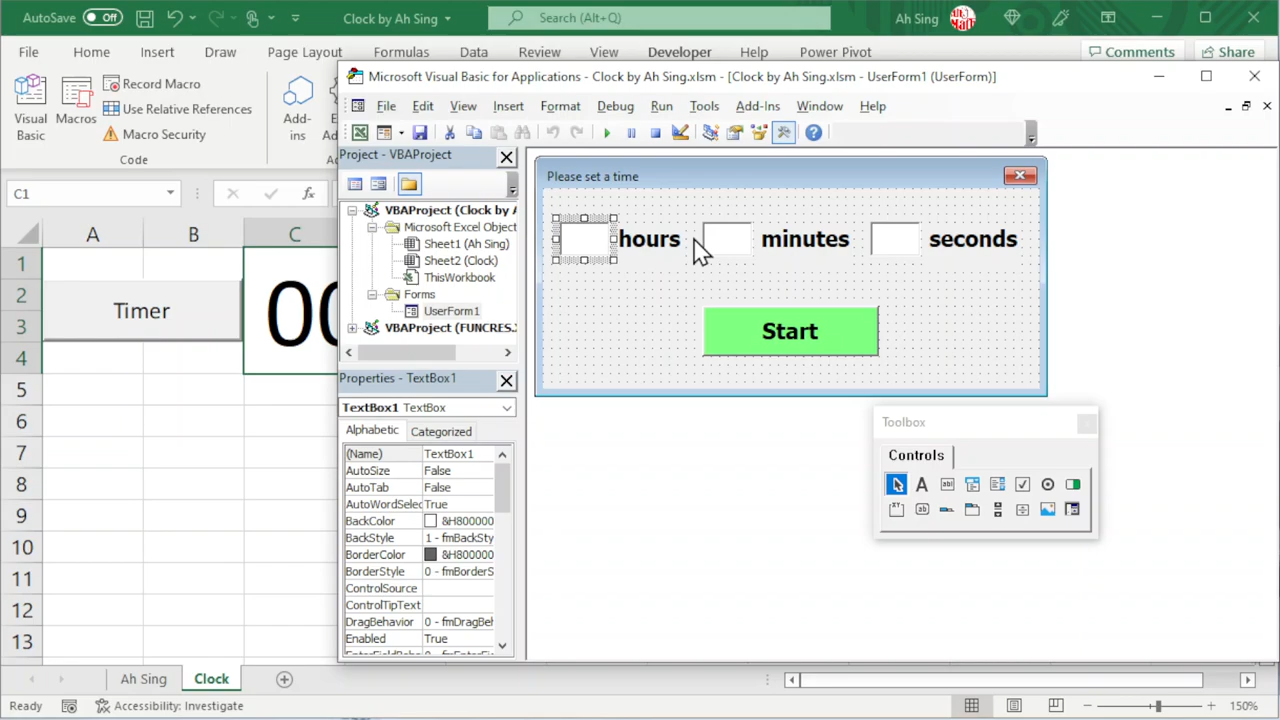 AutoSave Off
Clock by Ah Sing
Search (Alt+Q)
Ah Sing
File Home Insert Draw Page Layout Formulas Data Review View Developer Help Power Pivot Comments Share
Visual Basic
Macros
Record Macro
Use Relative References
Macro Security
Code
Add-ins
C1
fx
A B C
1
2
3
4
5
6
7
8
9
10
11
12
13
Timer
Microsoft Visual Basic for Applications - Clock by Ah Sing.xlsm - [Clock by Ah Sing.xlsm - UserForm1 (UserForm)]
File Edit View Insert Format Debug Run Tools Add-Ins Window Help
Project - VBAProject
VBAProject (Clock by A
Microsoft Excel Object
Sheet1 (Ah Sing)
Sheet2 (Clock)
ThisWorkbook
Forms
UserForm1
VBAProject (FUNCRES.X
Properties - TextBox1
TextBox1 TextBox
Alphabetic Categorized
(Name) TextBox1
AutoSize False
AutoTab False
AutoWordSelec True
BackColor &H800000
BackStyle 1 - fmBackSty
BorderColor &H800000
BorderStyle 0 - fmBorderS
ControlSource
ControlTipText
DragBehavior 0 - fmDragBeh
Enabled True
Please set a time
hours minutes seconds
Start
Toolbox
Controls
Ah Sing Clock
Ready
Accessibility: Investigate
150%